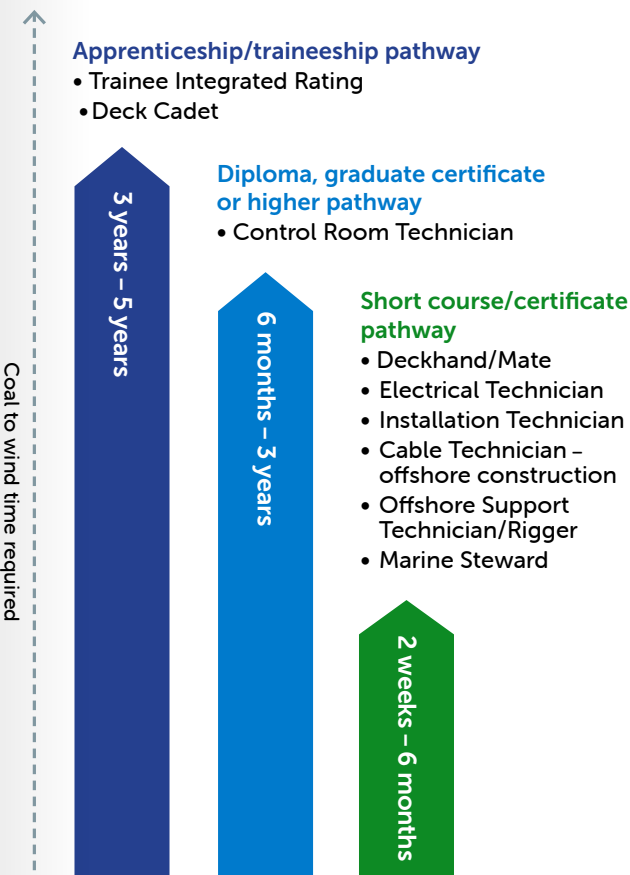 Apprenticeship/traineeship pathway
• Trainee Integrated Rating
• Deck Cadet
3 years – 5 years
Diploma, graduate certificate
or higher pathway
• Control Room Technician
6 months – 3 years
Short course/certificate
pathway
• Deckhand/Mate
• Electrical Technician
• Installation Technician
• Cable Technician –
offshore construction
• Offshore Support
Technician/Rigger
• Marine Steward
2 weeks – 6 months
Coal to wind time required